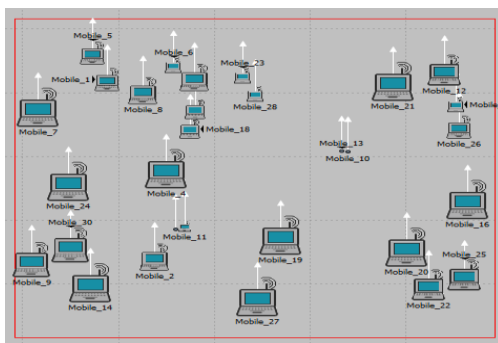 Mobile_5
Mobile_6
Mobile_23
Mobile_1
Mobile_12
Mobile_8
Mobile_21
Mobile_28
Mobile
Mobile_7
Mobile_18
Mobile_13
Mobile_26
Mobile_10
Mobile_4
Mobile_24
Mobile_30
Mobile_16
Mobile_11
Mobile_19
Mobile_25
Mobile_2
Mobile_20
Mobile_9
Mobile_14
Mobile_22
Mobile_27